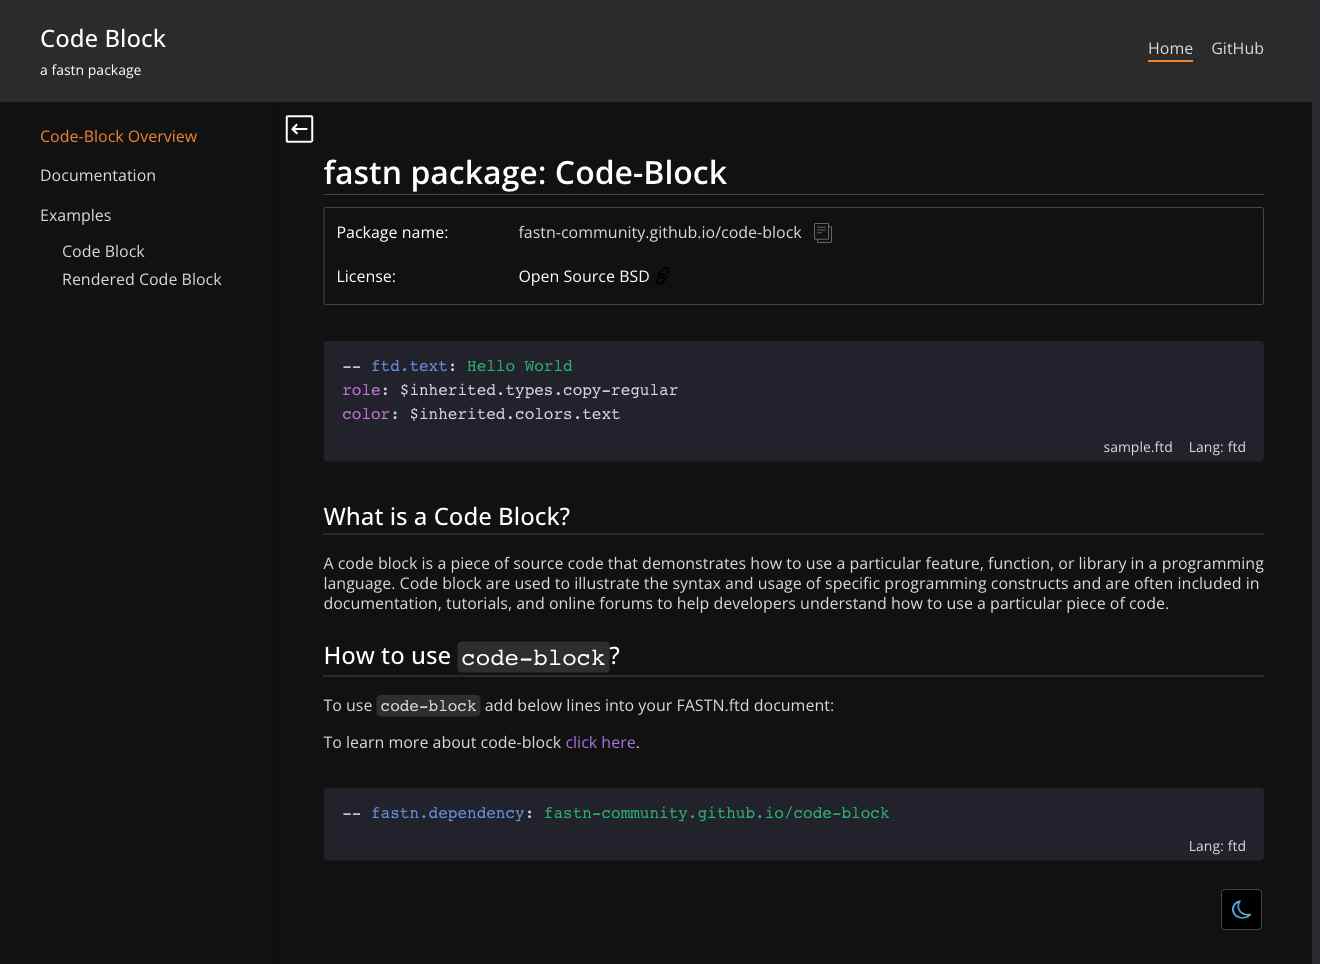 Code Block
a fastn package
Home GitHub
Code-Block Overview
Documentation
Examples
Code Block
Rendered Code Block
fastn package: Code-Block
Package name: fastn-community.github.io/code-block
License: Open Source BSD
-- ftd.text: Hello World
role: $inherited.types.copy-regular
color: $inherited.colors.text
sample.ftd Lang: ftd
What is a Code Block?
A code block is a piece of source code that demonstrates how to use a particular feature, function, or library in a programming
language. Code block are used to illustrate the syntax and usage of specific programming constructs and are often included in
documentation, tutorials, and online forums to help developers understand how to use a particular piece of code.
How to use code-block?
To use code-block add below lines into your FASTN.ftd document:
To learn more about code-block click here.
-- fastn.dependency: fastn-community.github.io/code-block
Lang: ftd